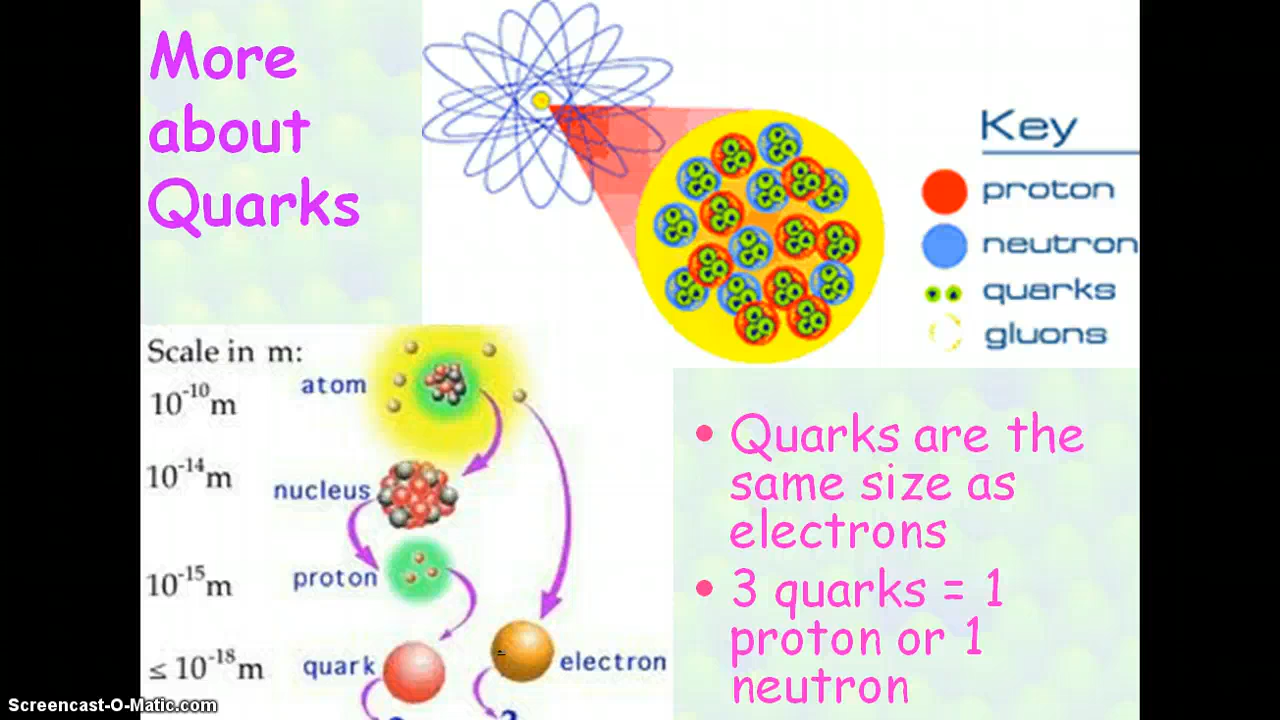 More
about
Quarks
Key
proton
neutron
quarks
gluons
Scale in m:
10⁻¹⁰m
atom
10⁻¹⁴m
nucleus
10⁻¹⁵m
proton
≤ 10⁻¹⁸m
quark
electron
• Quarks are the
same size as
electrons
• 3 quarks = 1
proton or 1
neutron
Screencast-O-Matic.com